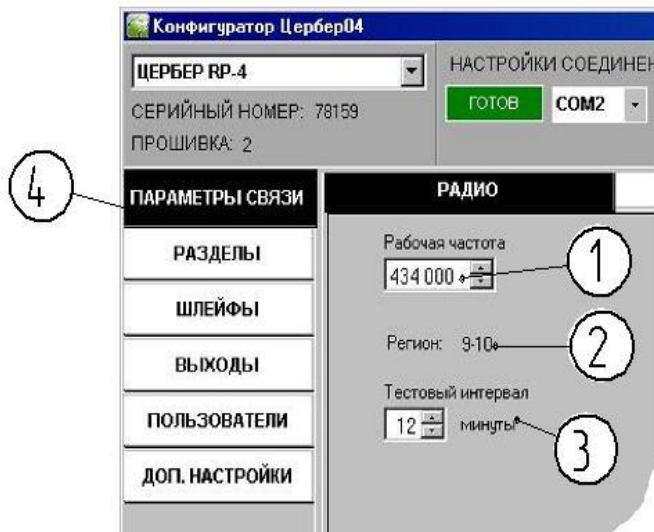 Конфигуратор Цербер04
ЦЕРБЕР RP-4
НАСТРОЙКИ СОЕДИНЕН
СЕРИЙНЫЙ НОМЕР: 78159
ГОТОВ COM2
ПРОШИВКА: 2
4
ПАРАМЕТРЫ СВЯЗИ
РАЗДЕЛЫ
ШЛЕЙФЫ
ВЫХОДЫ
ПОЛЬЗОВАТЕЛИ
ДОП. НАСТРОЙКИ
РАДИО
Рабочая частота
434 000
1
Регион: 9-10
2
Тестовый интервал
12 минуты
3